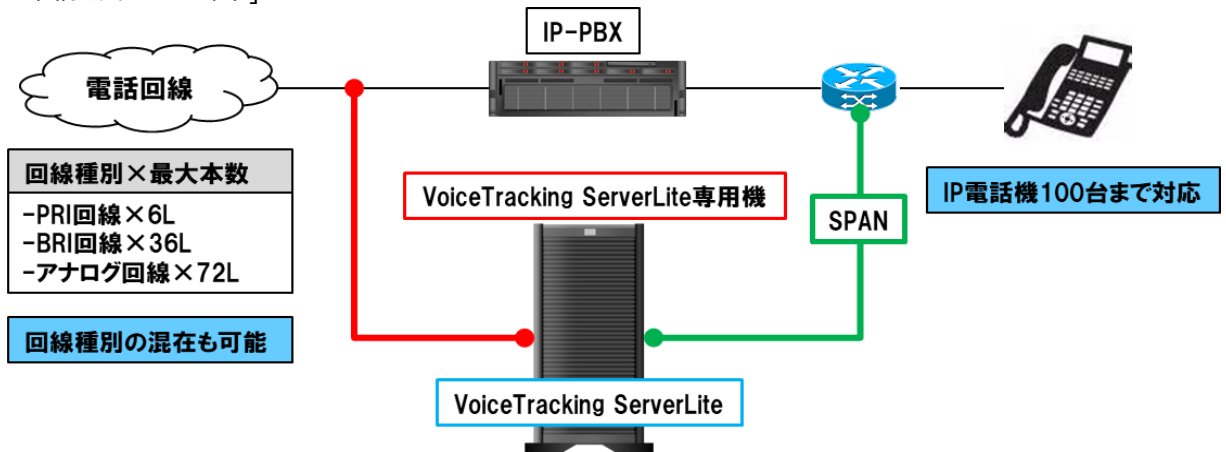 IP-PBX
電話回線
回線種別×最大本数
-PRI回線×6L
-BRI回線×36L
-アナログ回線×72L
回線種別の混在も可能
VoiceTracking ServerLite専用機
SPAN
IP電話機100台まで対応
VoiceTracking ServerLite